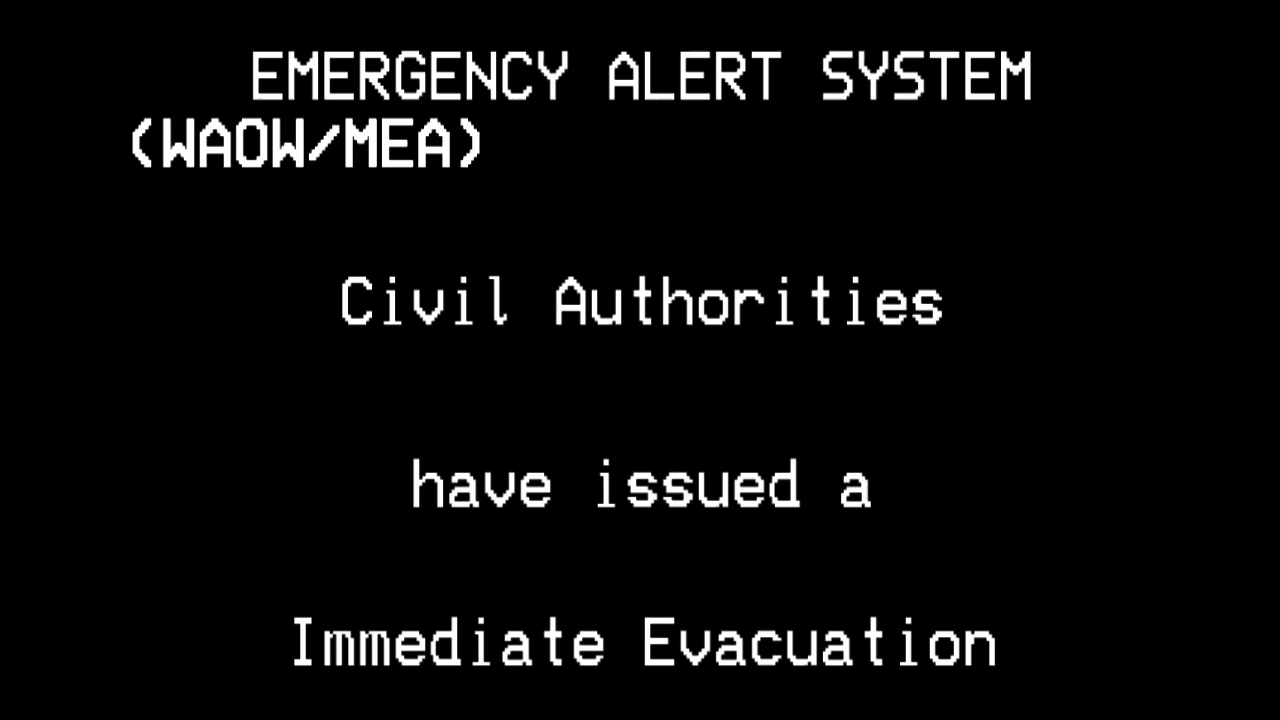 EMERGENCY ALERT SYSTEM
(WAOW/MEA)
Civil Authorities
have issued a
Immediate Evacuation